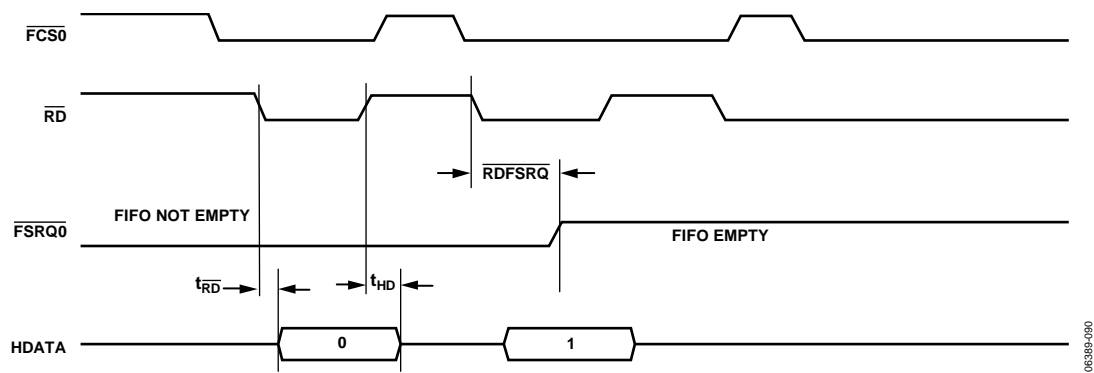 FCS0
RD
RDFSRQ
FIFO NOT EMPTY
FSRQ0
FIFO EMPTY
tRD
tHD
HDATA
0
1
06389-090